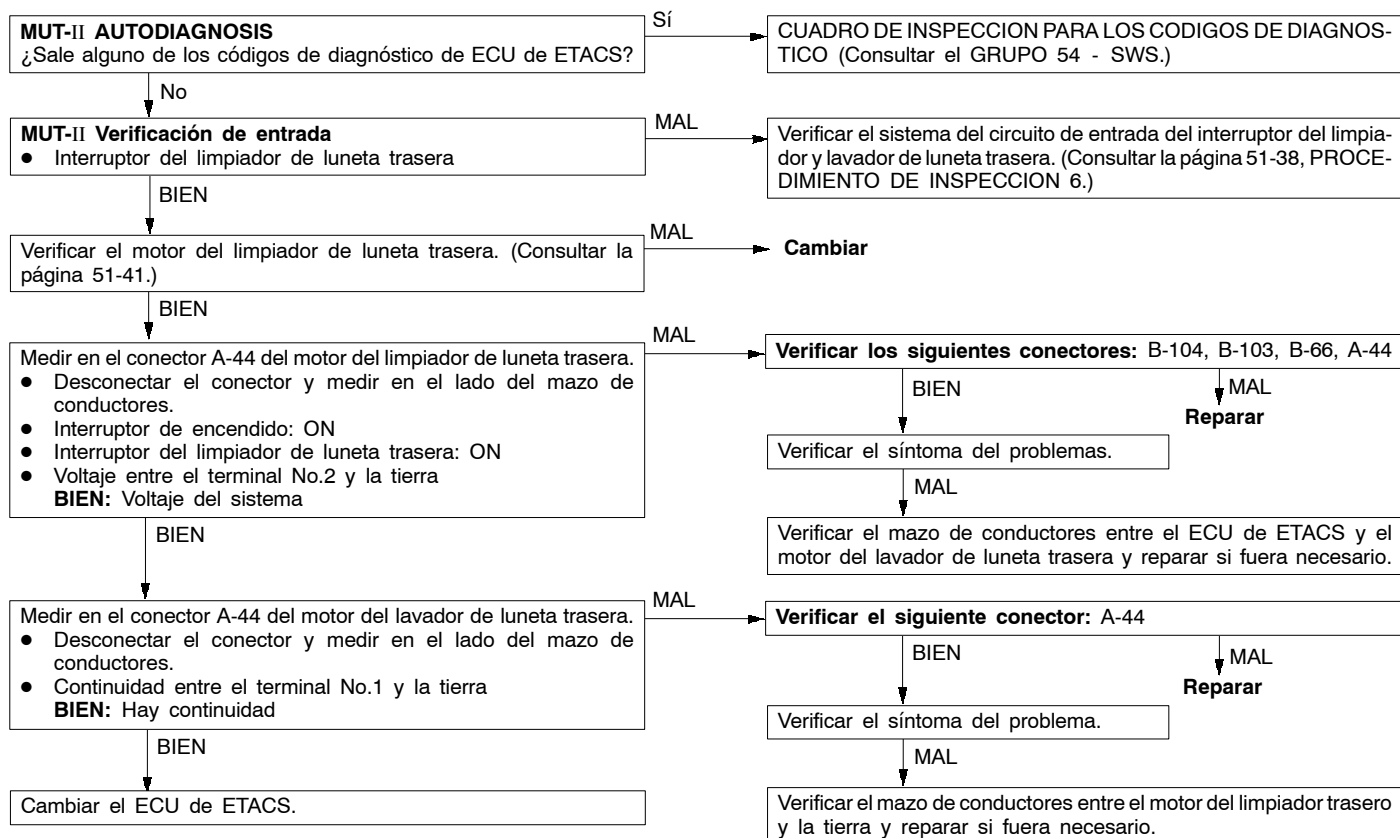 MUT-II AUTODIAGNOSIS
¿Sale alguno de los códigos de diagnóstico de ECU de ETACS?
Sí
CUADRO DE INSPECCION PARA LOS CODIGOS DE DIAGNOS-
TICO (Consultar el GRUPO 54 - SWS.)
No
MUT-II Verificación de entrada
● Interruptor del limpiador de luneta trasera
MAL
Verificar el sistema del circuito de entrada del interruptor del limpia-
dor y lavador de luneta trasera. (Consultar la página 51-38, PROCE-
DIMIENTO DE INSPECCION 6.)
BIEN
Verificar el motor del limpiador de luneta trasera. (Consultar la
página 51-41.)
MAL
Cambiar
BIEN
Medir en el conector A-44 del motor del limpiador de luneta trasera.
● Desconectar el conector y medir en el lado del mazo de
conductores.
● Interruptor de encendido: ON
● Interruptor del limpiador de luneta trasera: ON
● Voltaje entre el terminal No.2 y la tierra
BIEN: Voltaje del sistema
MAL
Verificar los siguientes conectores: B-104, B-103, B-66, A-44
BIEN
MAL
Reparar
Verificar el síntoma del problemas.
MAL
Verificar el mazo de conductores entre el ECU de ETACS y el
motor del lavador de luneta trasera y reparar si fuera necesario.
BIEN
Medir en el conector A-44 del motor del lavador de luneta trasera.
● Desconectar el conector y medir en el lado del mazo de
conductores.
● Continuidad entre el terminal No.1 y la tierra
BIEN: Hay continuidad
MAL
Verificar el siguiente conector: A-44
BIEN
MAL
Reparar
Verificar el síntoma del problema.
MAL
Verificar el mazo de conductores entre el motor del limpiador trasero
y la tierra y reparar si fuera necesario.
BIEN
Cambiar el ECU de ETACS.